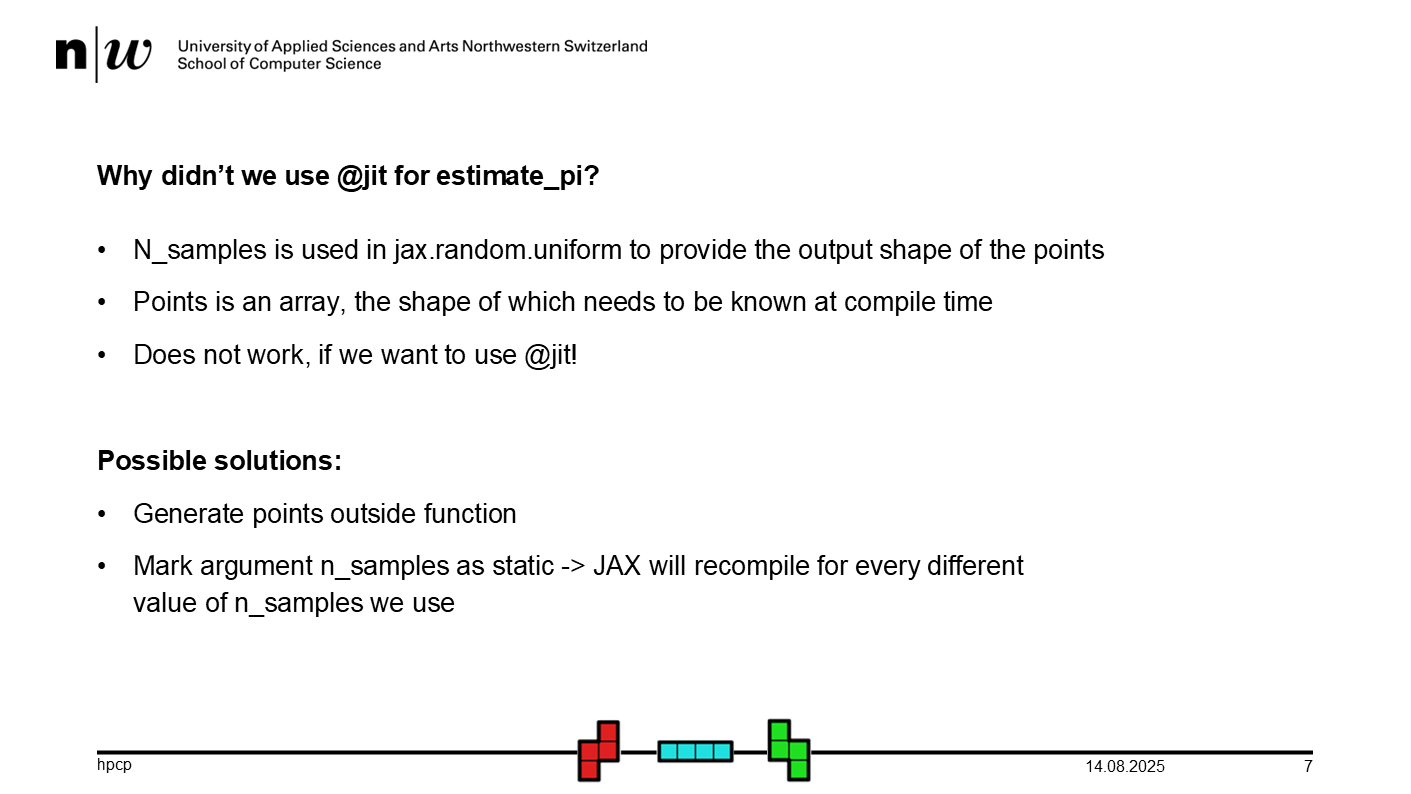 n|w University of Applied Sciences and Arts Northwestern Switzerland
School of Computer Science
Why didn’t we use @jit for estimate_pi?
• N_samples is used in jax.random.uniform to provide the output shape of the points
• Points is an array, the shape of which needs to be known at compile time
• Does not work, if we want to use @jit!
Possible solutions:
• Generate points outside function
• Mark argument n_samples as static -> JAX will recompile for every different
value of n_samples we use
hpcp 14.08.2025 7